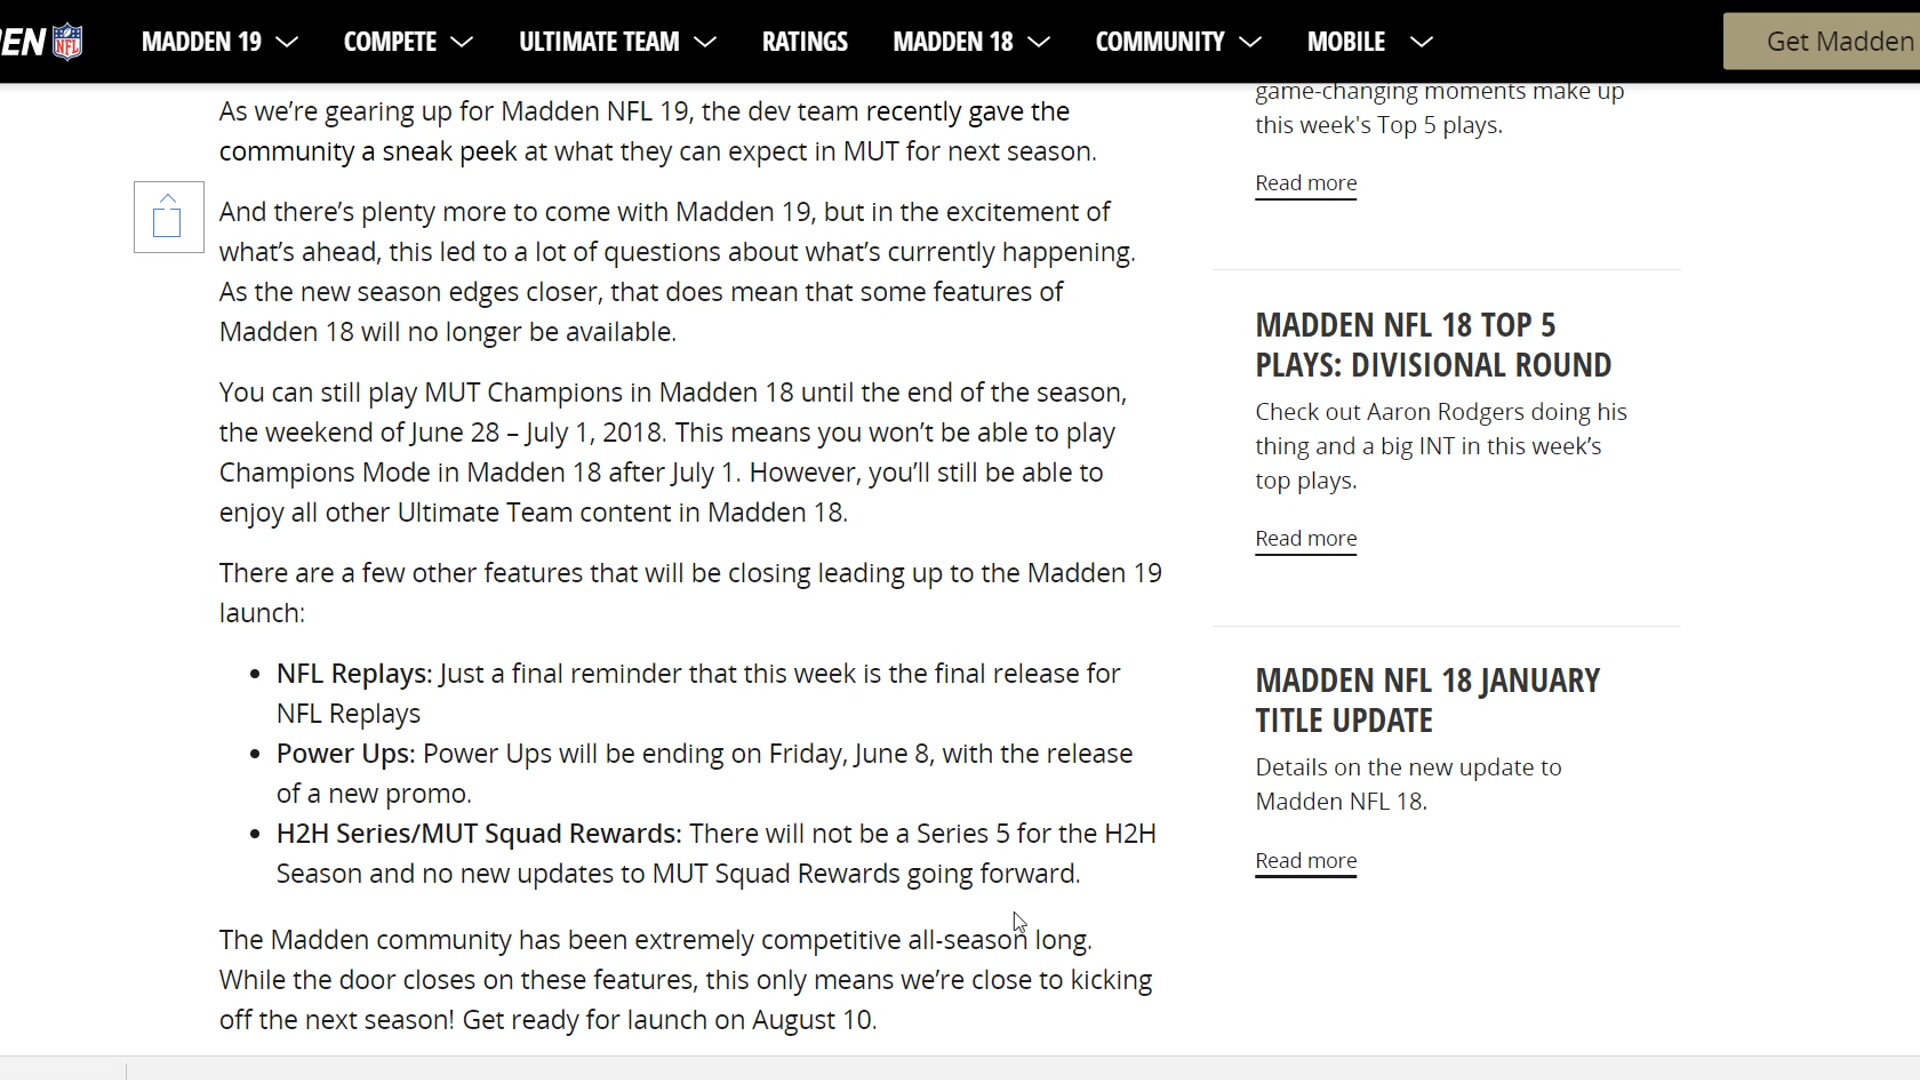 EN NFL MADDEN 19 COMPETE ULTIMATE TEAM RATINGS MADDEN 18 COMMUNITY MOBILE Get Madden
As we’re gearing up for Madden NFL 19, the dev team recently gave the
community a sneak peek at what they can expect in MUT for next season.
And there’s plenty more to come with Madden 19, but in the excitement of
what’s ahead, this led to a lot of questions about what’s currently happening.
As the new season edges closer, that does mean that some features of
Madden 18 will no longer be available.
You can still play MUT Champions in Madden 18 until the end of the season,
the weekend of June 28 – July 1, 2018. This means you won’t be able to play
Champions Mode in Madden 18 after July 1. However, you’ll still be able to
enjoy all other Ultimate Team content in Madden 18.
There are a few other features that will be closing leading up to the Madden 19
launch:
• NFL Replays: Just a final reminder that this week is the final release for
NFL Replays
• Power Ups: Power Ups will be ending on Friday, June 8, with the release
of a new promo.
• H2H Series/MUT Squad Rewards: There will not be a Series 5 for the H2H
Season and no new updates to MUT Squad Rewards going forward.
The Madden community has been extremely competitive all-season long.
While the door closes on these features, this only means we’re close to kicking
off the next season! Get ready for launch on August 10.
game-changing moments make up
this week's Top 5 plays.
Read more
MADDEN NFL 18 TOP 5
PLAYS: DIVISIONAL ROUND
Check out Aaron Rodgers doing his
thing and a big INT in this week’s
top plays.
Read more
MADDEN NFL 18 JANUARY
TITLE UPDATE
Details on the new update to
Madden NFL 18.
Read more